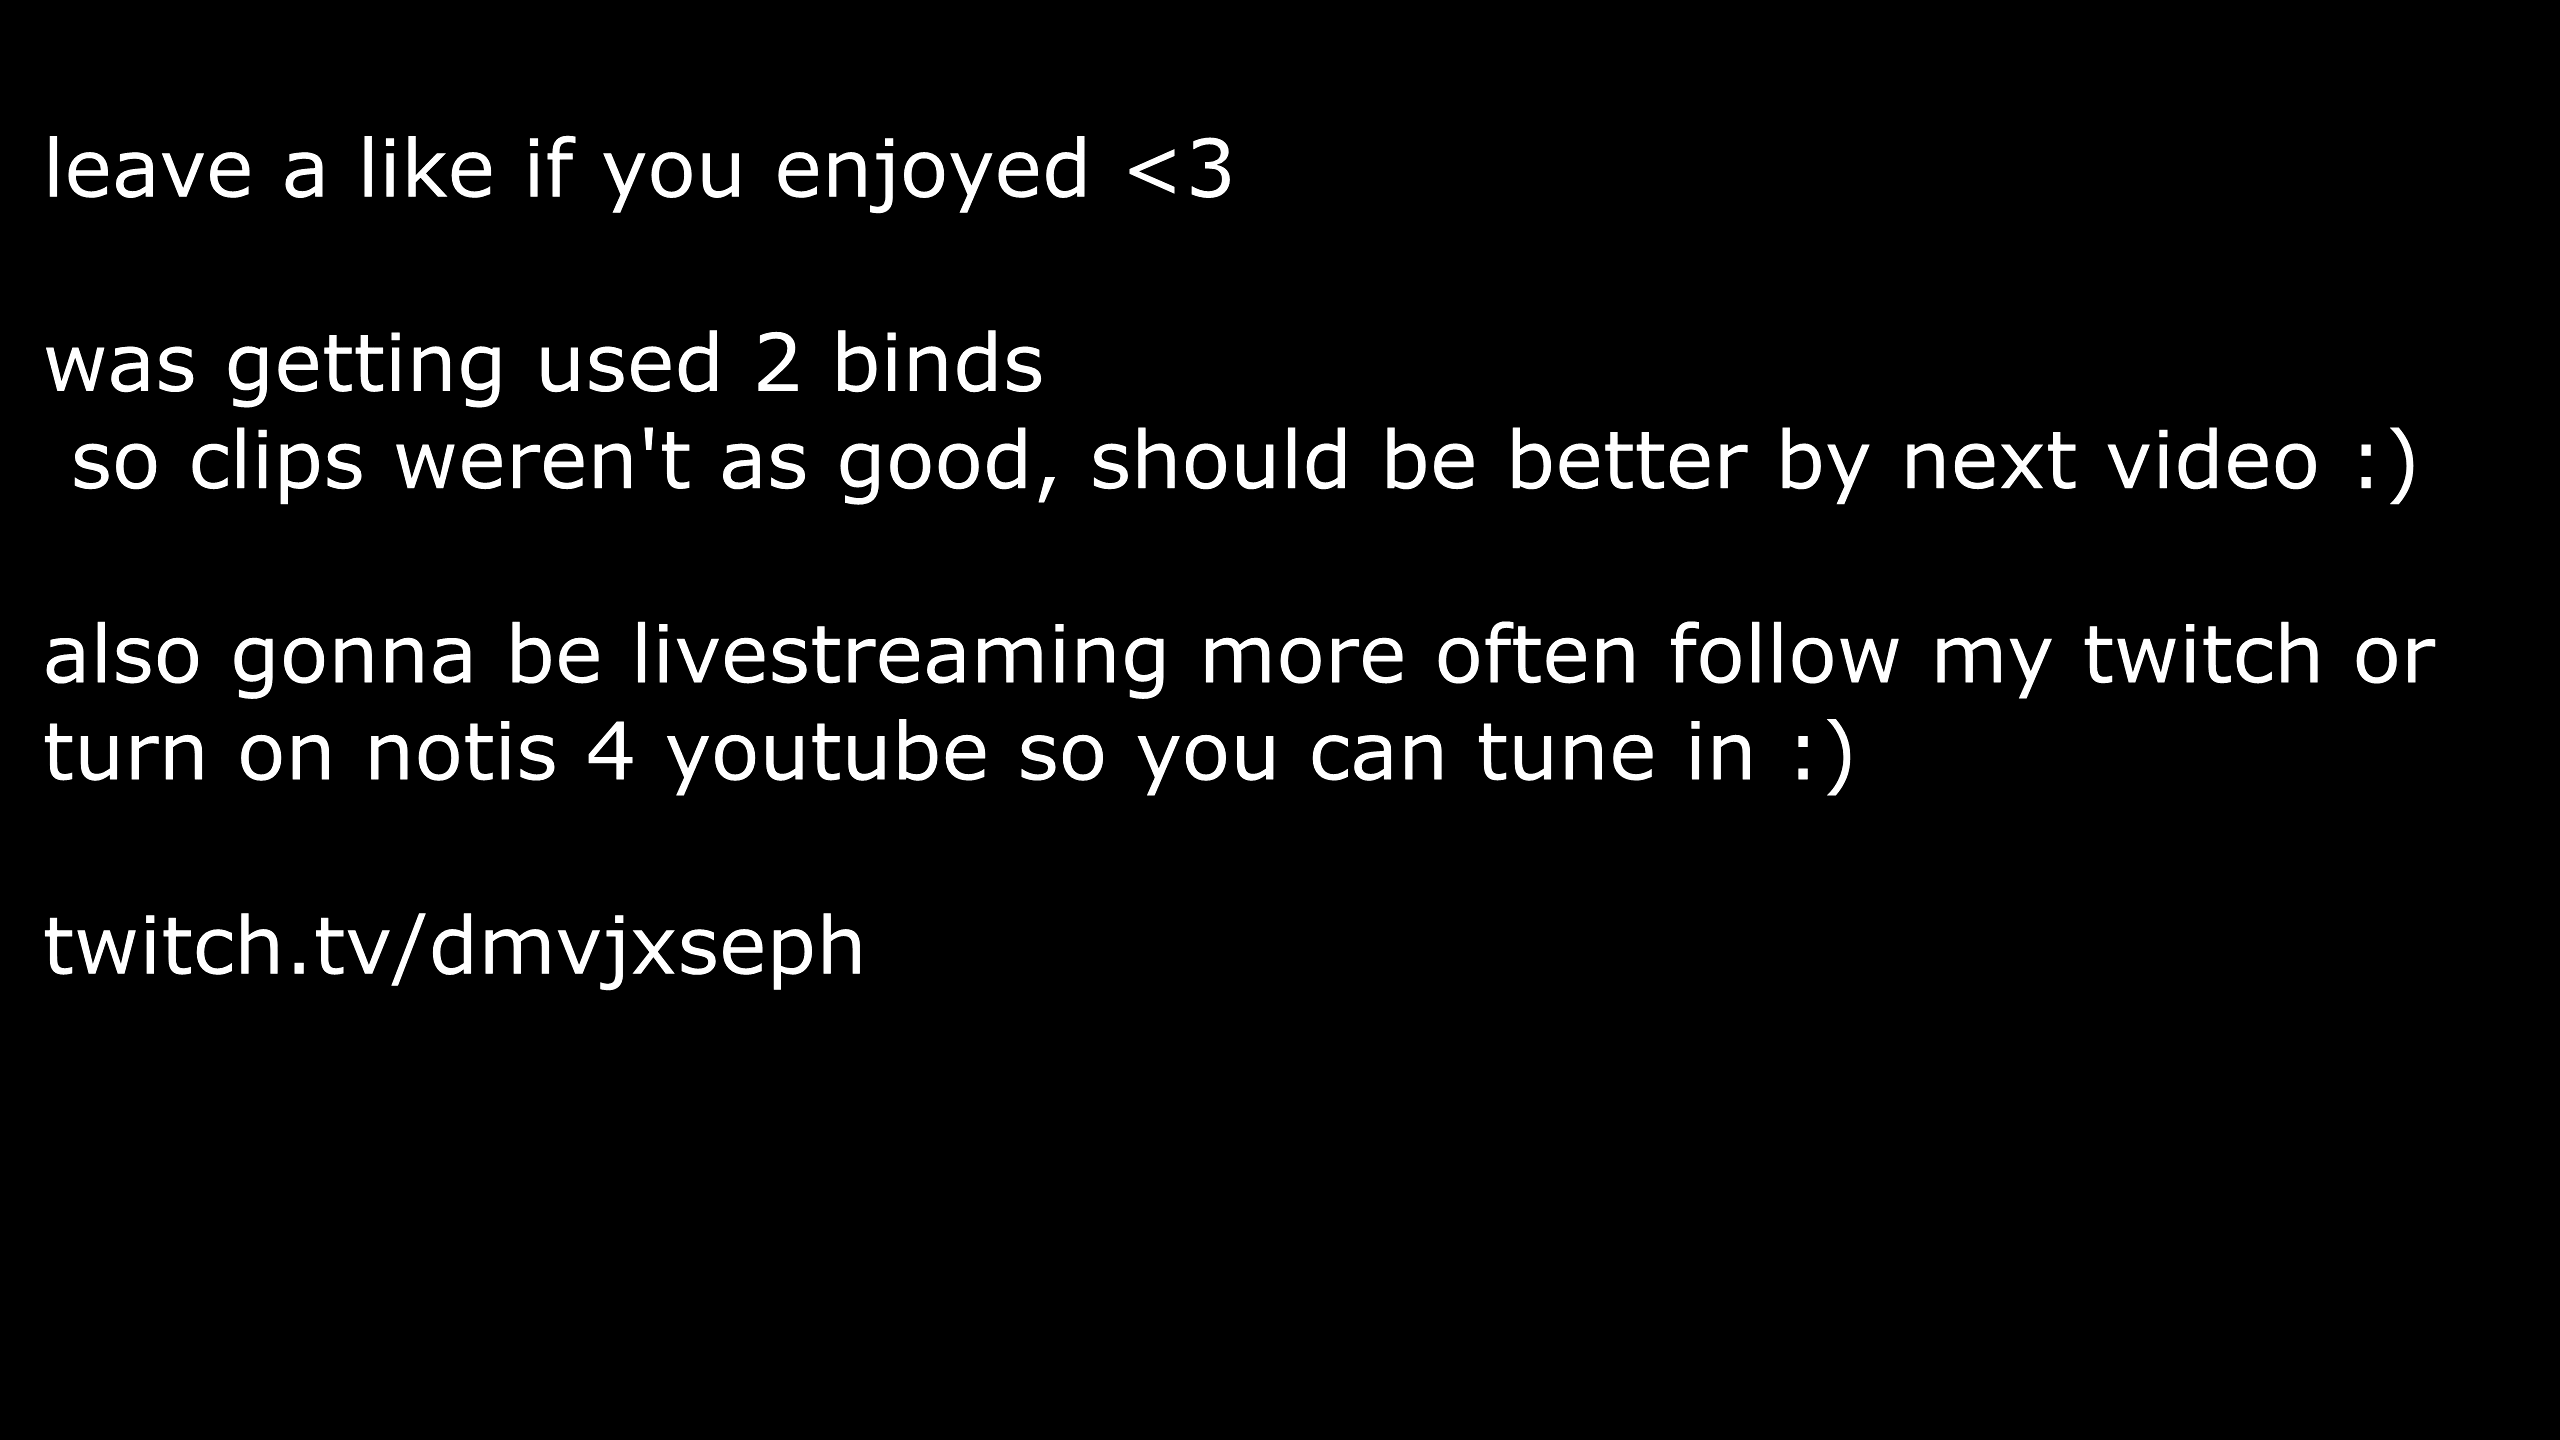 leave a like if you enjoyed <3
was getting used 2 binds
so clips weren't as good, should be better by next video :)
also gonna be livestreaming more often follow my twitch or
turn on notis 4 youtube so you can tune in :)
twitch.tv/dmvjxseph